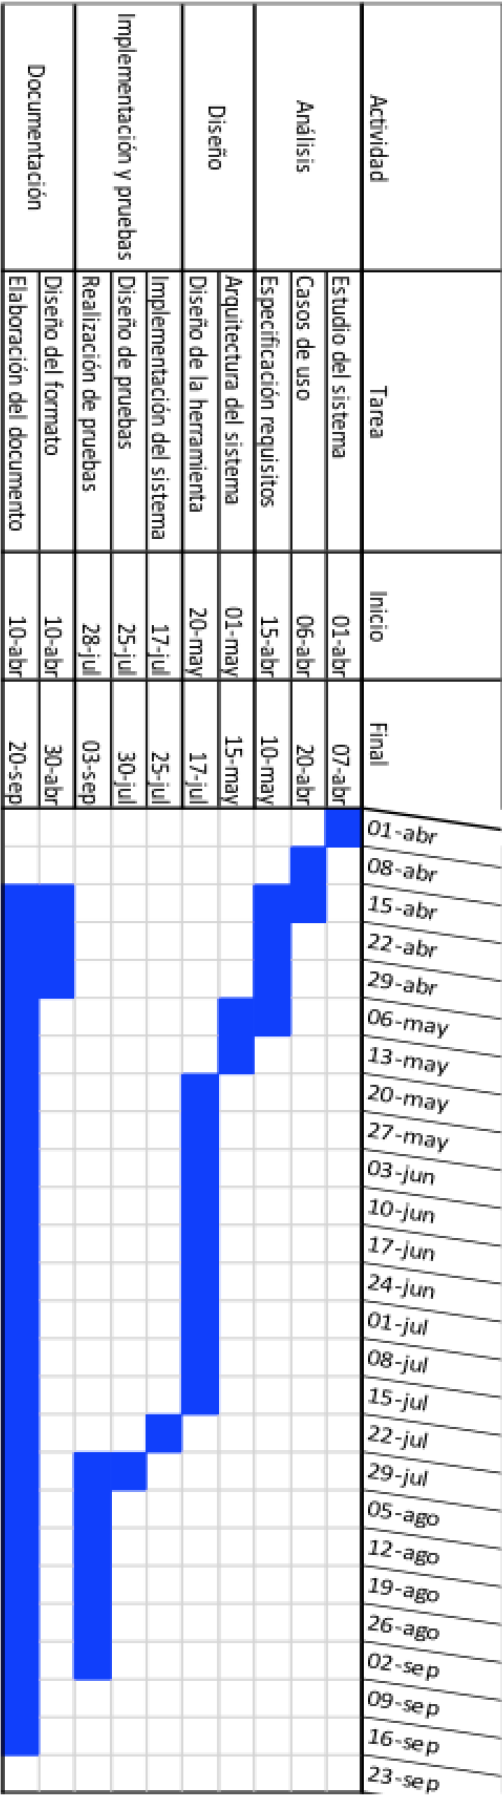 Actividad Tarea Inicio Final 01-abr 08-abr 15-abr 22-abr 29-abr 06-may 13-may 20-may 27-may 03-jun 10-jun 17-jun 24-jun 01-jul 08-jul 15-jul 22-jul 29-jul 05-ago 12-ago 19-ago 26-ago 02-sep 09-sep 16-sep 23-sep
Análisis
Estudio del sistema 01-abr 07-abr
Casos de uso 06-abr 20-abr
Especificación requisitos 15-abr 10-may
Diseño
Arquitectura del sistema 01-may 15-may
Diseño de la herramienta 20-may 17-jul
Implementación y pruebas
Implementación del sistema 17-jul 25-jul
Diseño de pruebas 25-jul 30-jul
Realización de pruebas 28-jul 03-sep
Documentación
Diseño del formato 10-abr 30-abr
Elaboración del documento 10-abr 20-sep